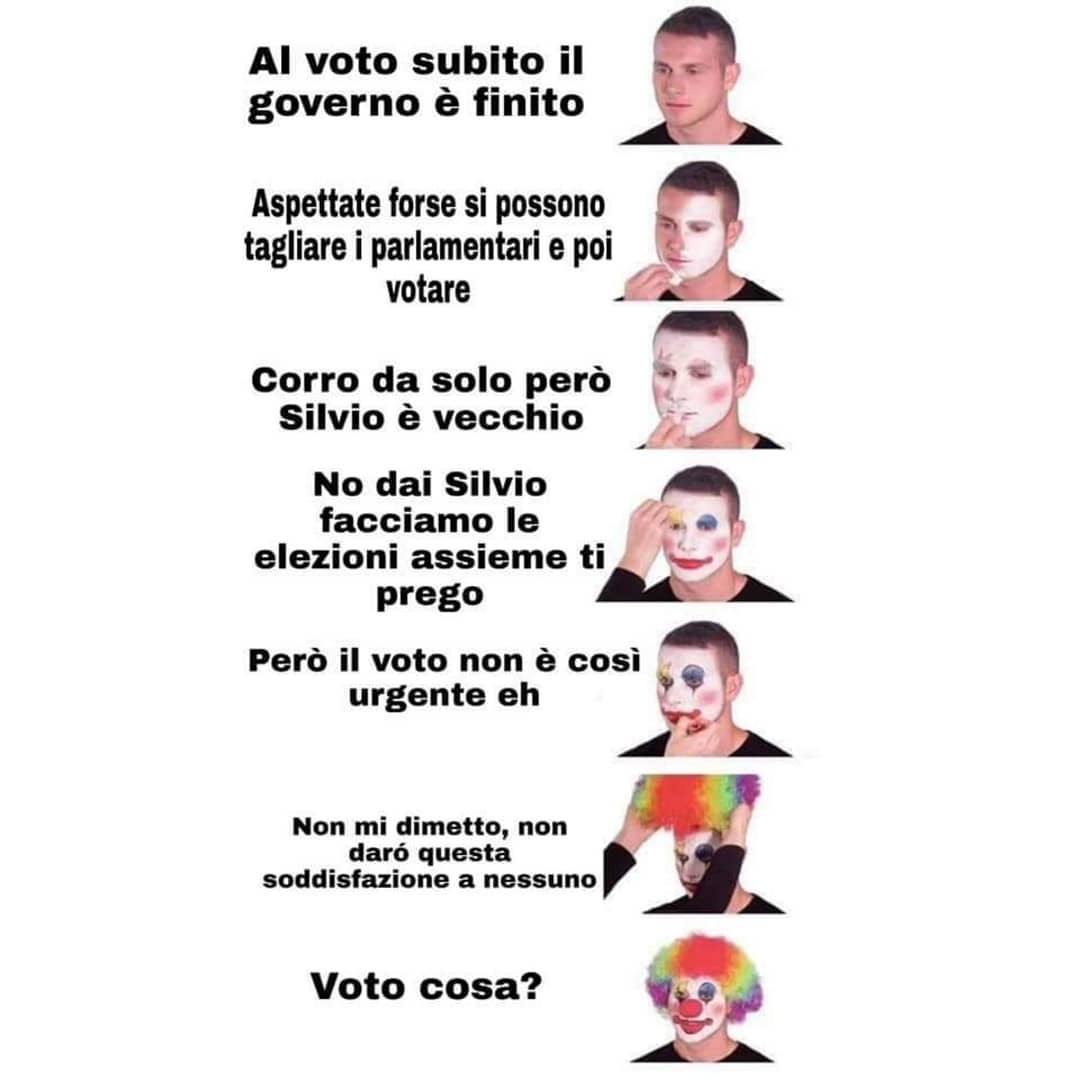 Al voto subito il
governo è finito
Aspettate forse si possono
tagliare i parlamentari e poi
votare
Corro da solo però
Silvio è vecchio
No dai Silvio
facciamo le
elezioni assieme ti
prego
Però il voto non è così
urgente eh
Non mi dimetto, non
daró questa
soddisfazione a nessuno
Voto cosa?